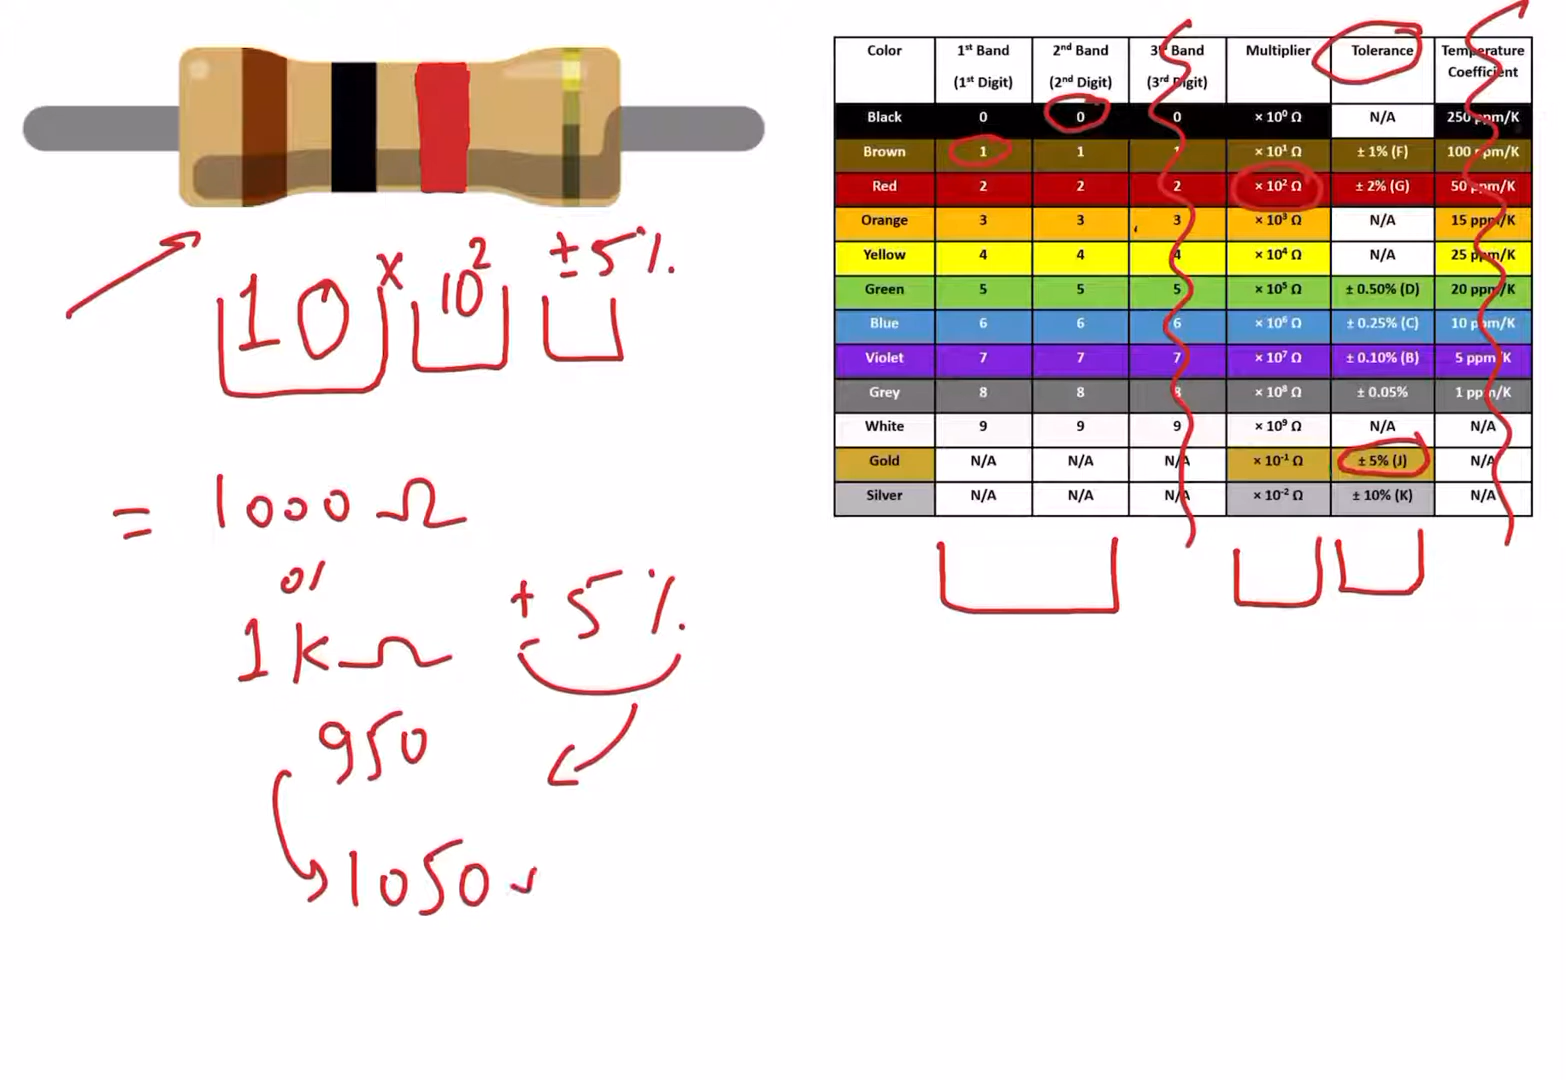 Color 1st Band (1st Digit) 2nd Band (2nd Digit) 3rd Band (3rd Digit) Multiplier Tolerance Temperature Coefficient
Black 0 0 0 × 10⁰ Ω N/A 250 ppm/K
Brown 1 1 1 × 10¹ Ω ± 1% (F) 100 ppm/K
Red 2 2 2 × 10² Ω ± 2% (G) 50 ppm/K
Orange 3 3 3 × 10³ Ω N/A 15 ppm/K
Yellow 4 4 4 × 10⁴ Ω N/A 25 ppm/K
Green 5 5 5 × 10⁵ Ω ± 0.50% (D) 20 ppm/K
Blue 6 6 6 × 10⁶ Ω ± 0.25% (C) 10 ppm/K
Violet 7 7 7 × 10⁷ Ω ± 0.10% (B) 5 ppm/K
Grey 8 8 8 × 10⁸ Ω ± 0.05% 1 ppm/K
White 9 9 9 × 10⁹ Ω N/A N/A
Gold N/A N/A N/A × 10⁻¹ Ω ± 5% (J) N/A
Silver N/A N/A N/A × 10⁻² Ω ± 10% (K) N/A
10 × 10² ± 5%
= 1000 Ω
or
1 k Ω ± 5%
950
1050